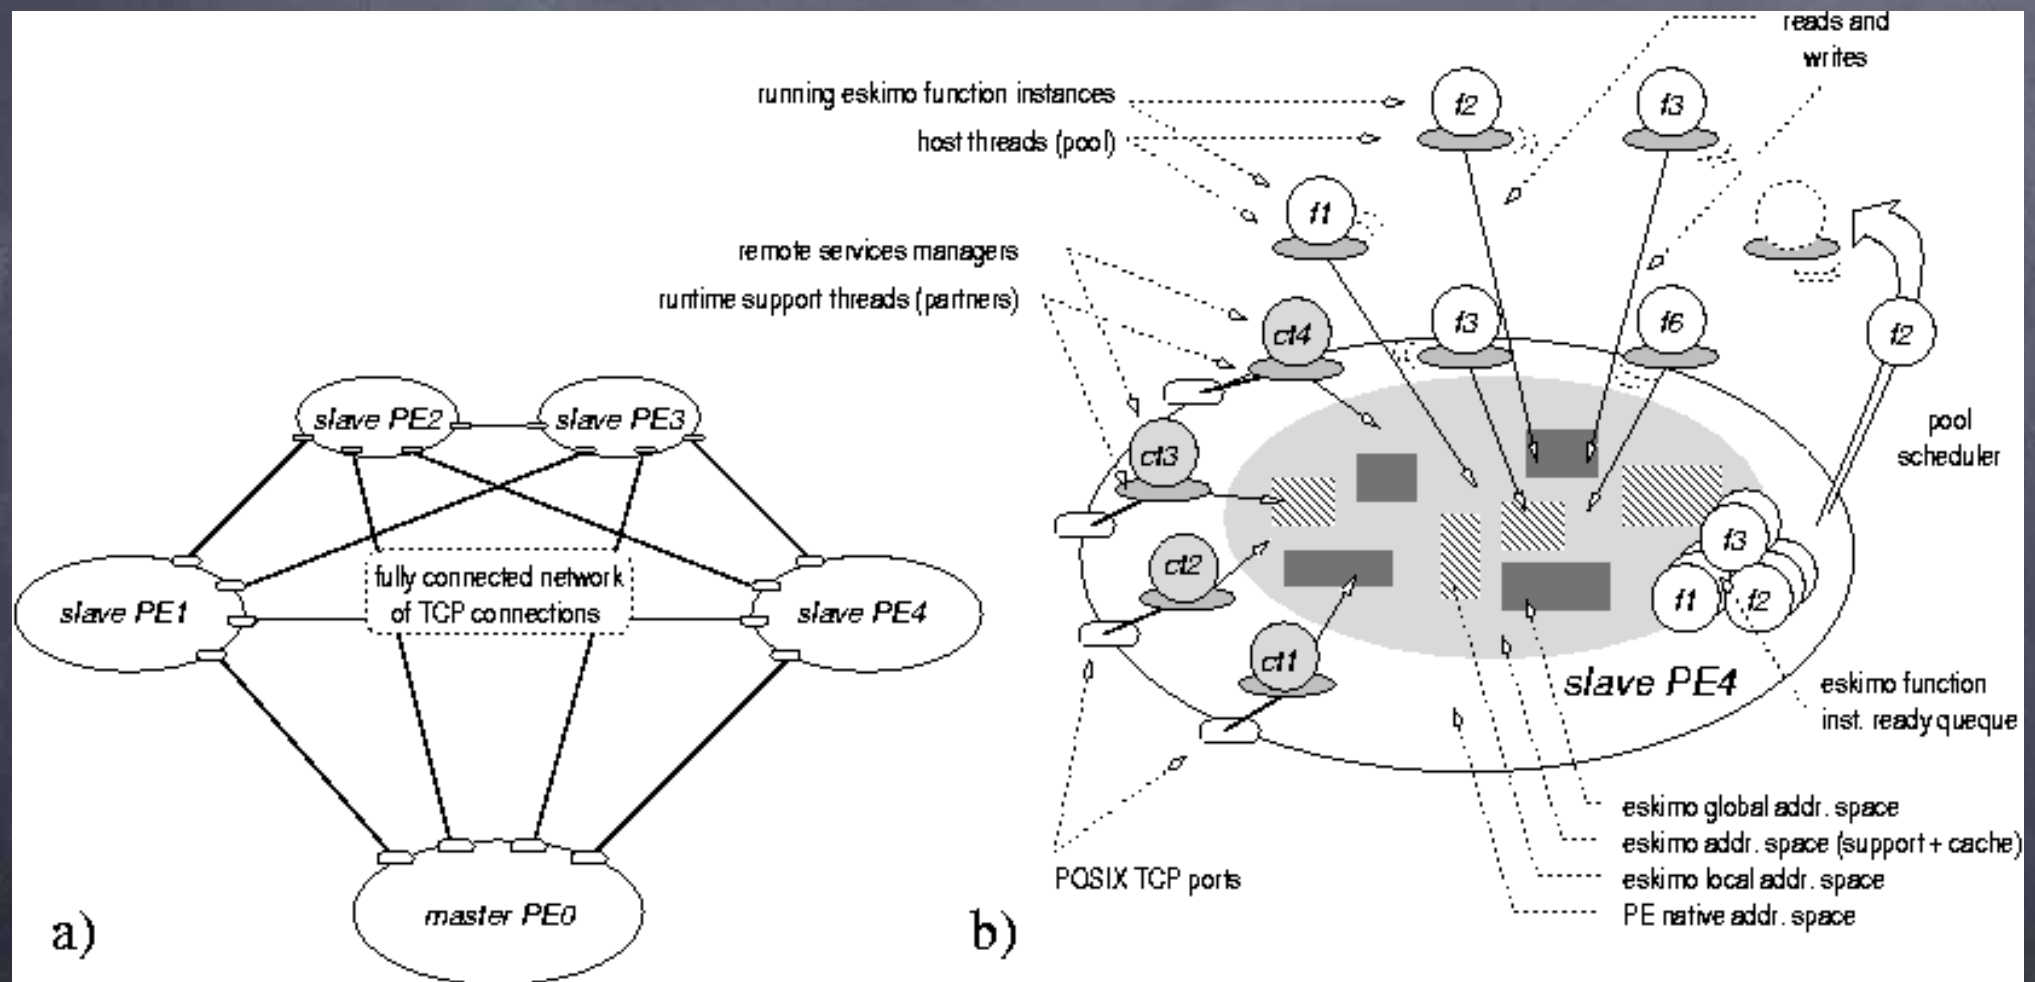 slave PE2
slave PE3
fully connected network
of TCP connections
slave PE1
slave PE4
master PE0
a)
reads and
writes
running eskimo function instances
host threads (pool)
f2
f3
f1
remote services managers
runtime support threads (partners)
ct4
f3
f6
f2
pool
scheduler
ct3
ct2
ct1
f3
f1
f2
slave PE4
eskimo function
inst. ready queque
eskimo global addr. space
eskimo addr. space (support + cache)
eskimo local addr. space
PE native addr. space
POSIX TCP ports
b)